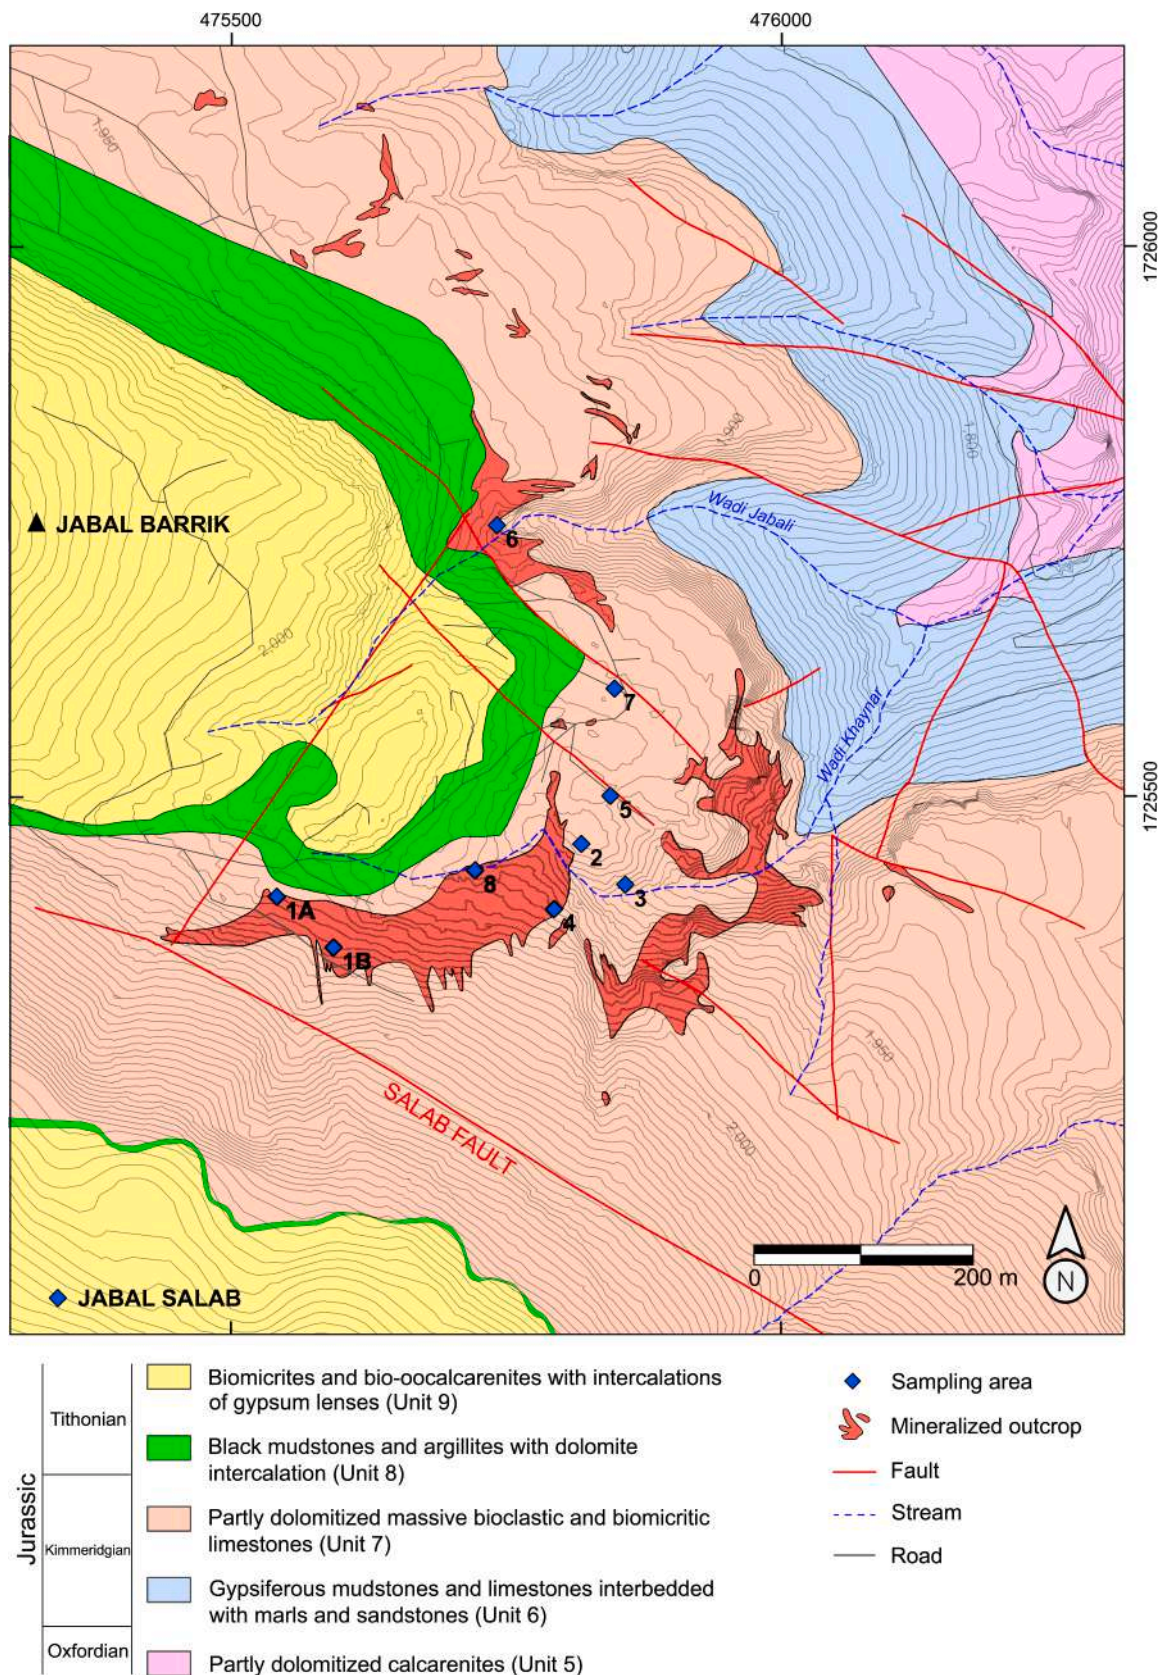 475500
476000
1,950
1726000
1,900
1,800
Wadi Jabali
JABAL BARRIK
6
2,000
7
Wadi Khaynar
1725500
5
2
8
3
1A
4
1B
1,950
SALAB FAULT
2,000
0
200 m
N
JABAL SALAB
Jurassic
Tithonian
Kimmeridgian
Oxfordian
Biomicrites and bio-oocalcarenites with intercalations
of gypsum lenses (Unit 9)
Black mudstones and argillites with dolomite
intercalation (Unit 8)
Partly dolomitized massive bioclastic and biomicritic
limestones (Unit 7)
Gypsiferous mudstones and limestones interbedded
with marls and sandstones (Unit 6)
Partly dolomitized calcarenites (Unit 5)
Sampling area
Mineralized outcrop
Fault
Stream
Road